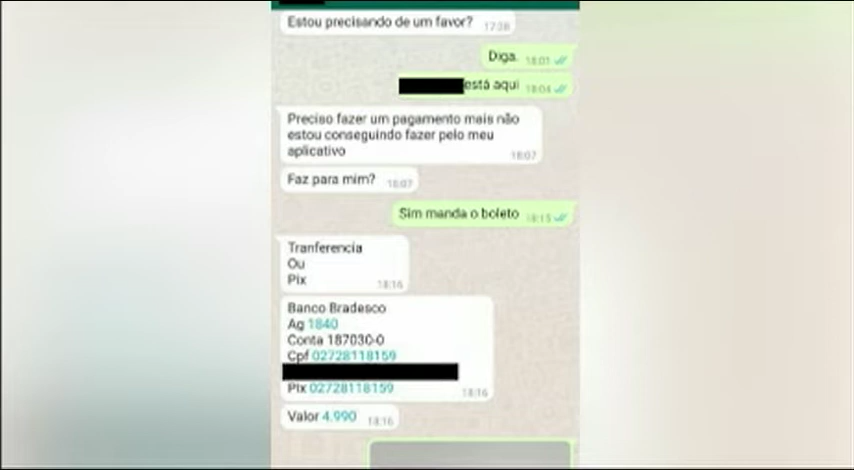 Estou precisando de um favor? 17:38
Diga. 18:01
está aqui 18:04
Preciso fazer um pagamento mais não
estou conseguindo fazer pelo meu
aplicativo 18:07
Faz para mim? 18:07
Sim manda o boleto 18:15
Tranferencia
Ou
Pix 18:16
Banco Bradesco
Ag 1840
Conta 187030-0
Cpf 02728118159
Pix 02728118159 18:16
Valor 4.990 18:16